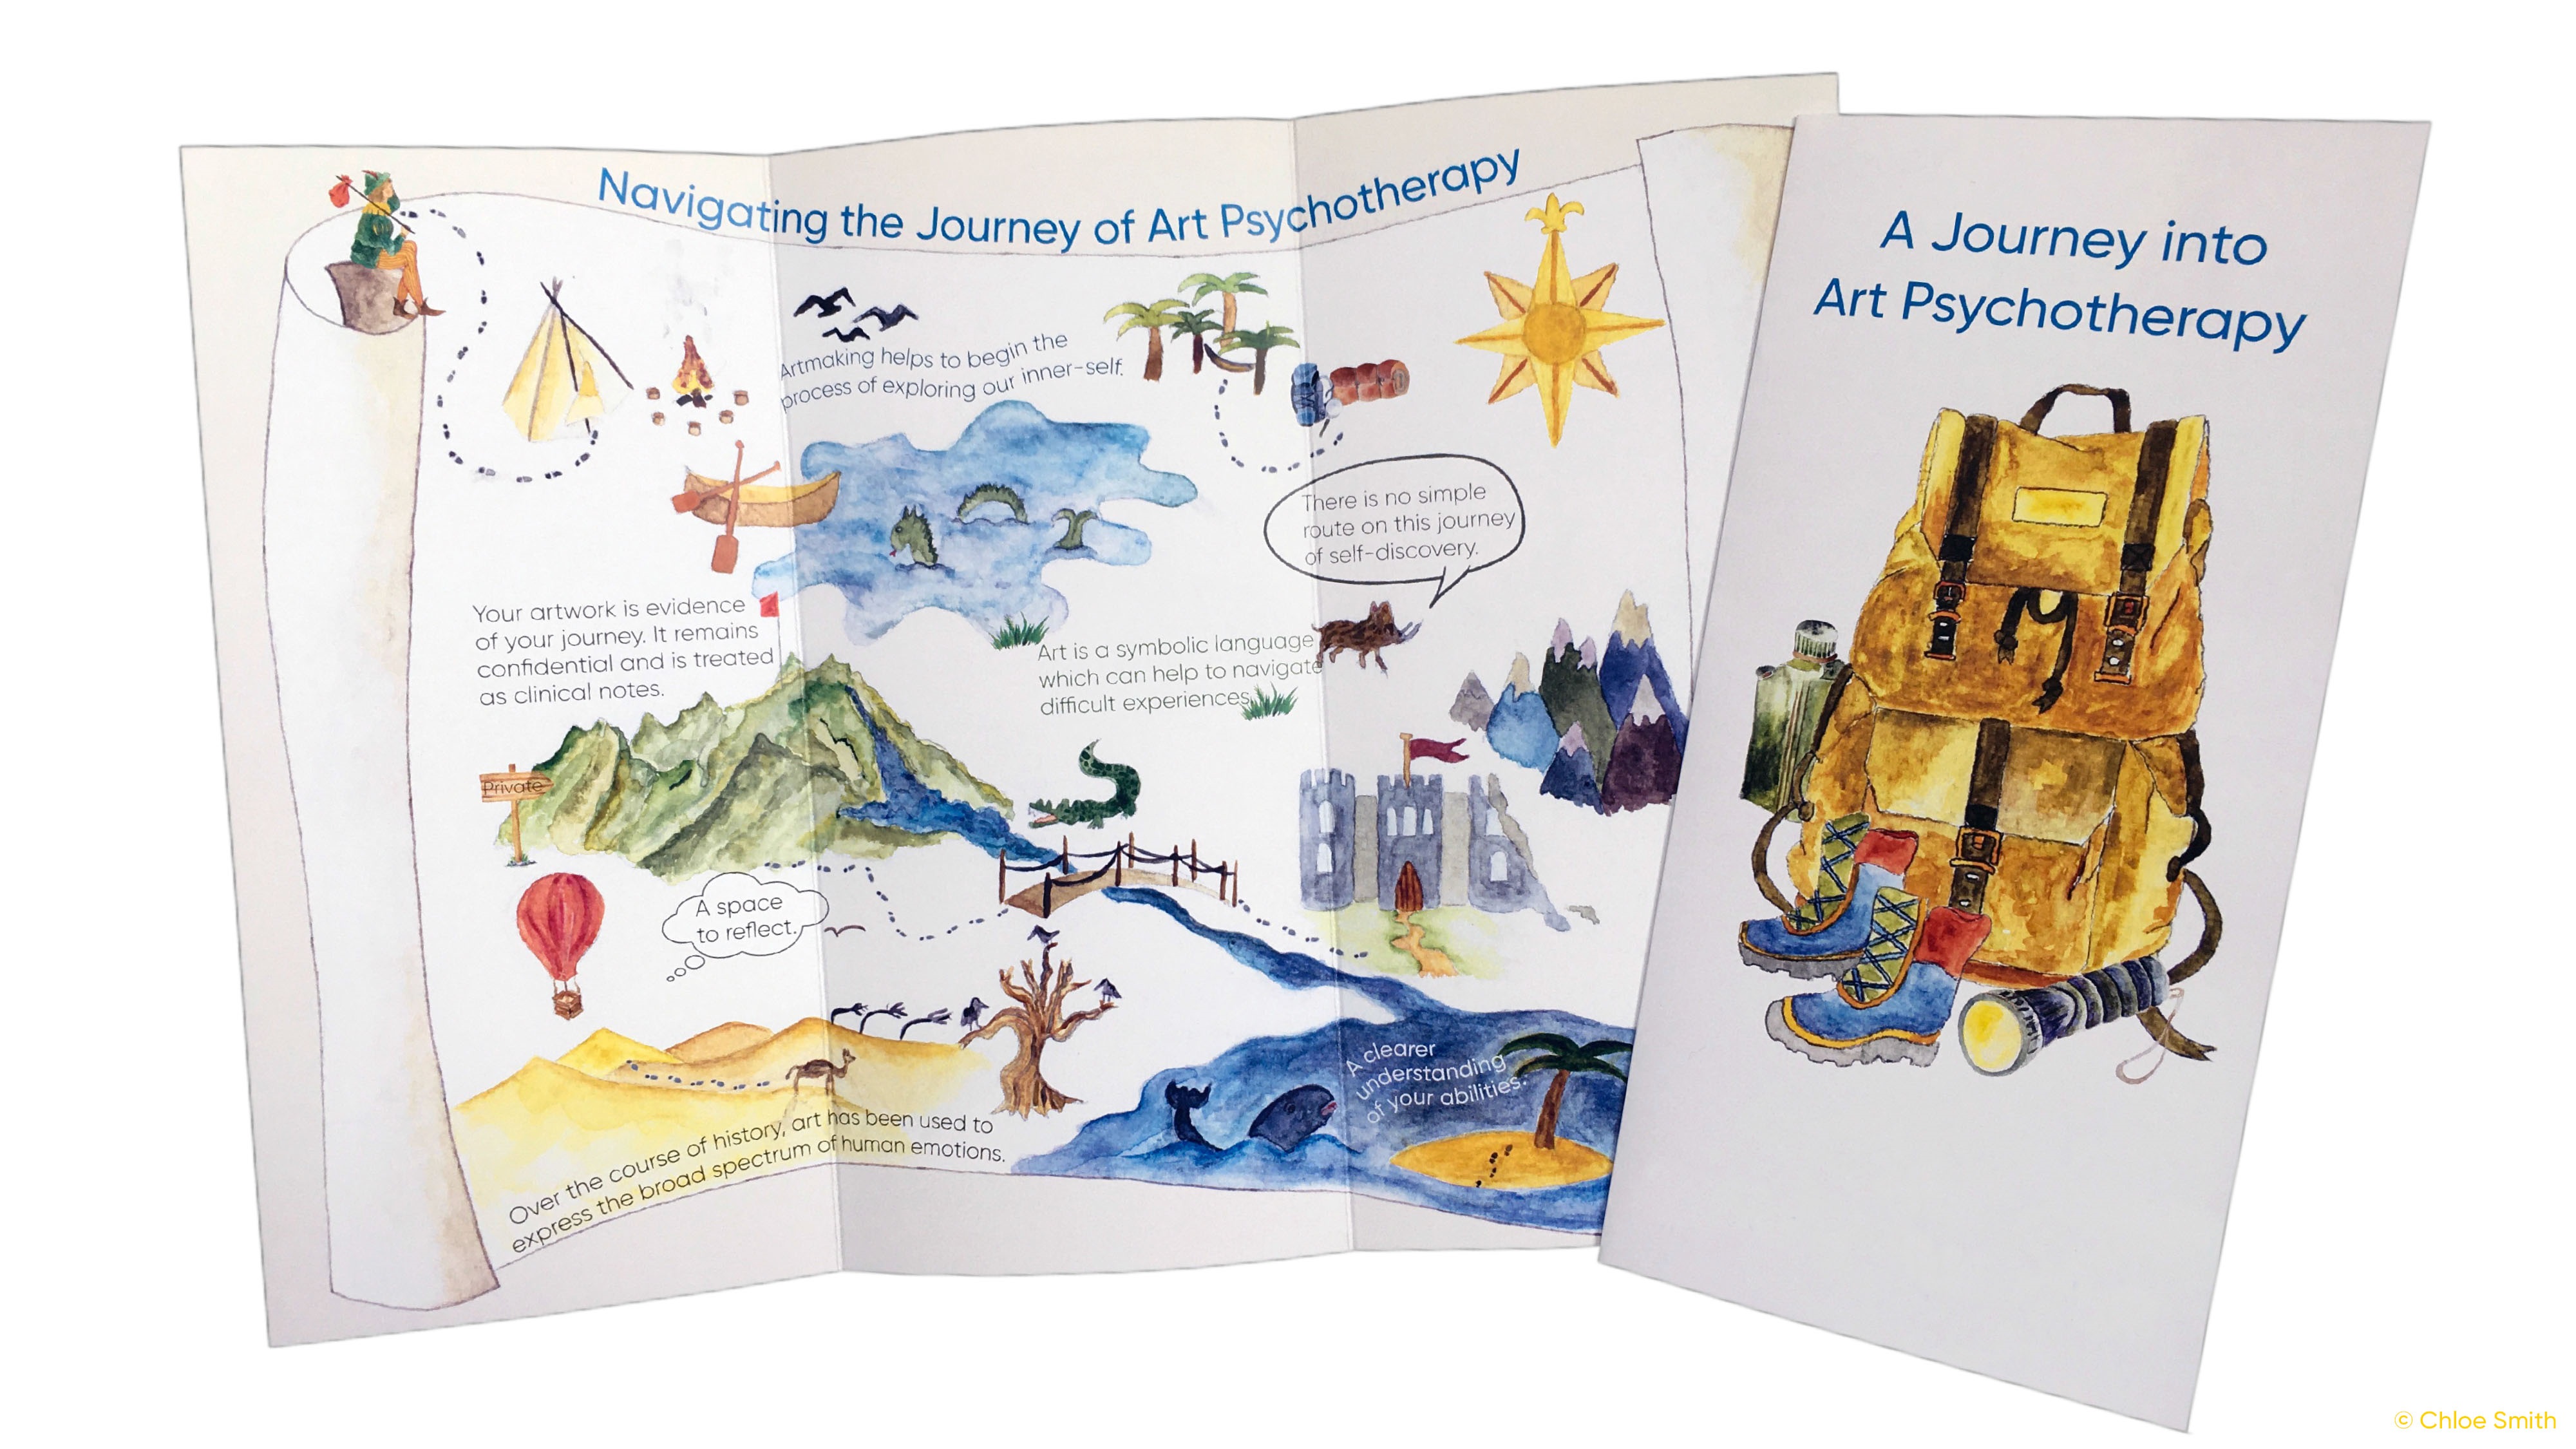 Navigating the Journey of Art Psychotherapy
Artmaking helps to begin the
process of exploring our inner-self.
There is no simple
route on this journey
of self-discovery.
Your artwork is evidence
of your journey. It remains
confidential and is treated
as clinical notes.
Art is a symbolic language
which can help to navigate
difficult experiences.
Private
A space
to reflect.
A clearer
understanding
of your abilities.
Over the course of history, art has been used to
express the broad spectrum of human emotions.
A Journey into
Art Psychotherapy
© Chloe Smith